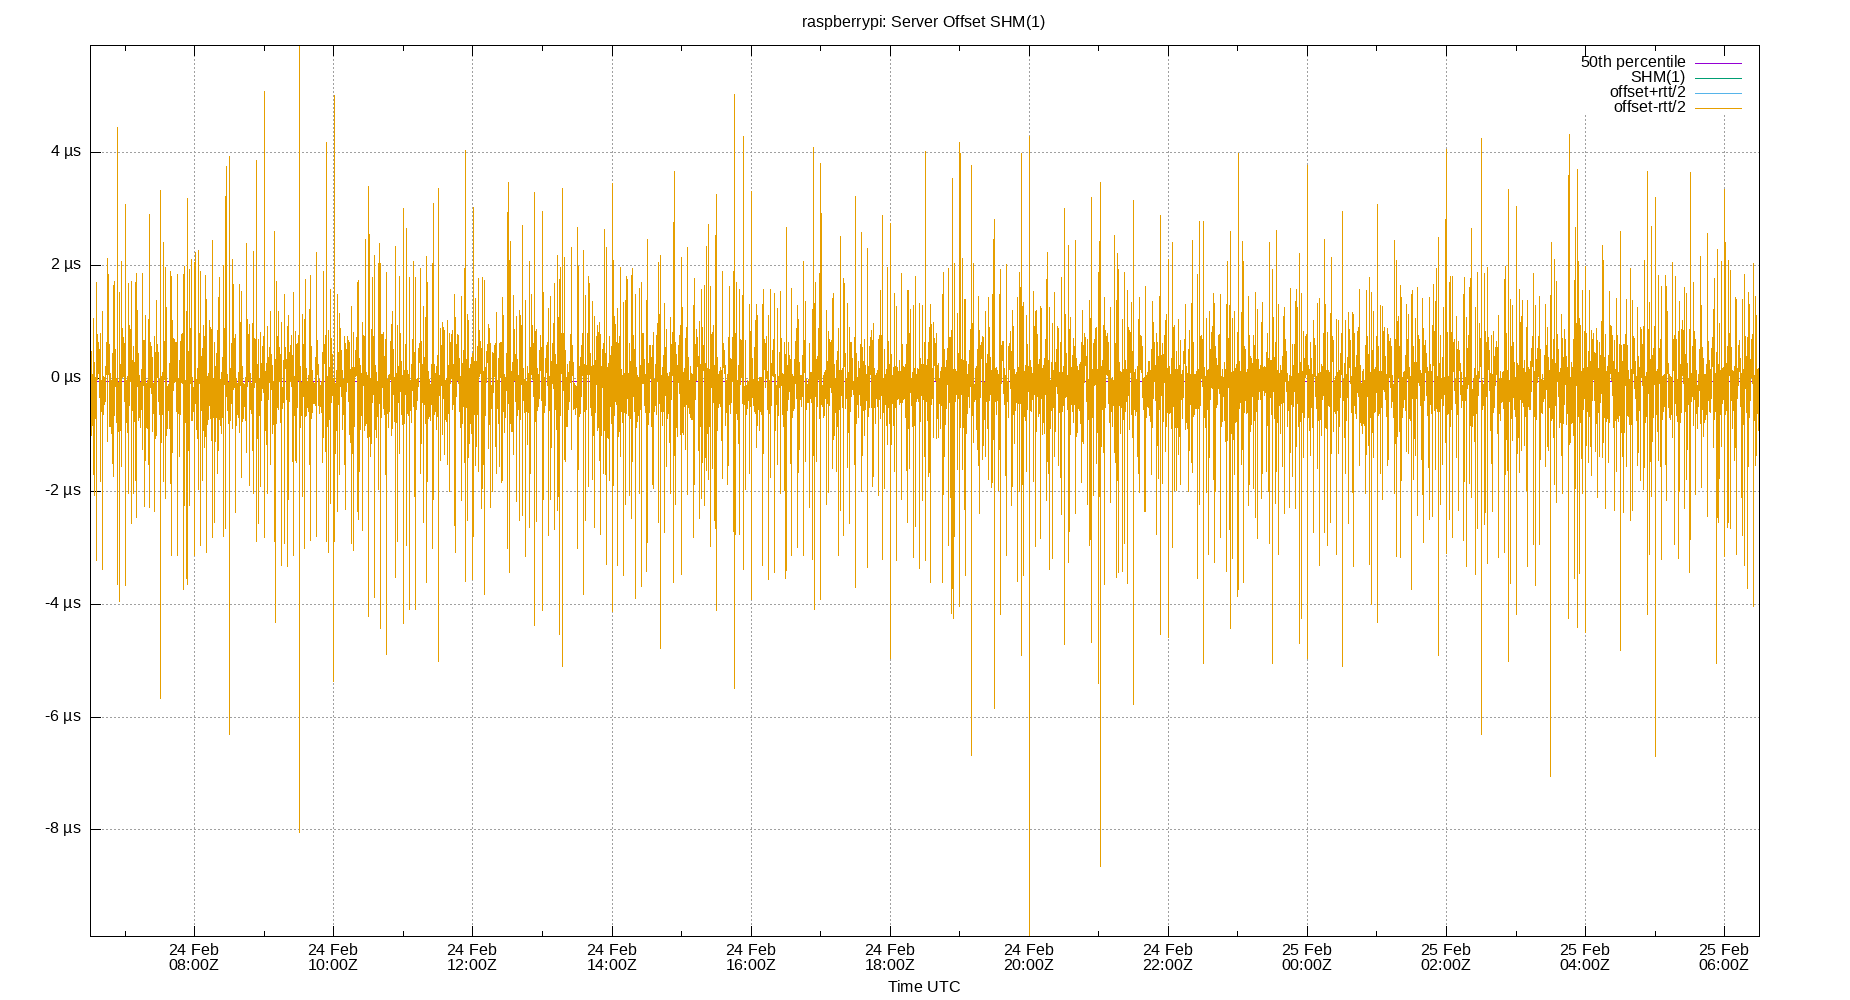 raspberrypi: Server Offset SHM(1)
50th percentile
SHM(1)
offset+rtt/2
offset-rtt/2
4 µs
2 µs
0 µs
-2 µs
-4 µs
-6 µs
-8 µs
24 Feb 24 Feb 24 Feb 24 Feb 24 Feb 24 Feb 24 Feb 24 Feb 25 Feb 25 Feb 25 Feb 25 Feb
08:00Z 10:00Z 12:00Z 14:00Z 16:00Z 18:00Z 20:00Z 22:00Z 00:00Z 02:00Z 04:00Z 06:00Z
Time UTC